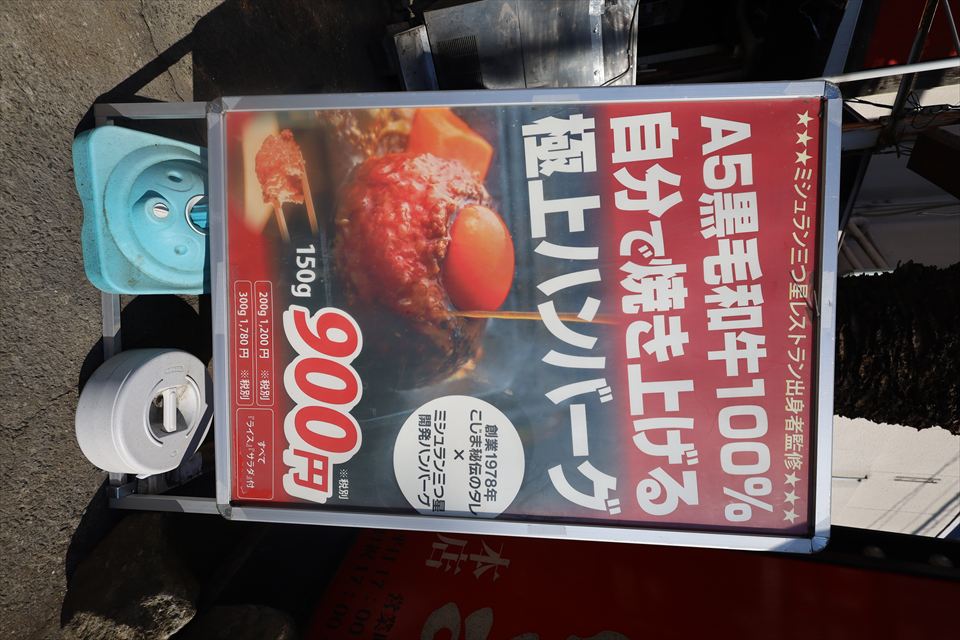 ★★★ミシュラン三つ星レストラン出身者監修★★★
A5黒毛和牛100%
自分で焼き上げる
極上ハンバーグ
創業1978年
こじま秘伝のタレ
×
ミシュラン三つ星
開発ハンバーグ
150g 900円 ※税別
200g 1,200円 ※税別
300g 1,780円 ※税別
すべて
「ライス」「サラダ」付
本店
17:00